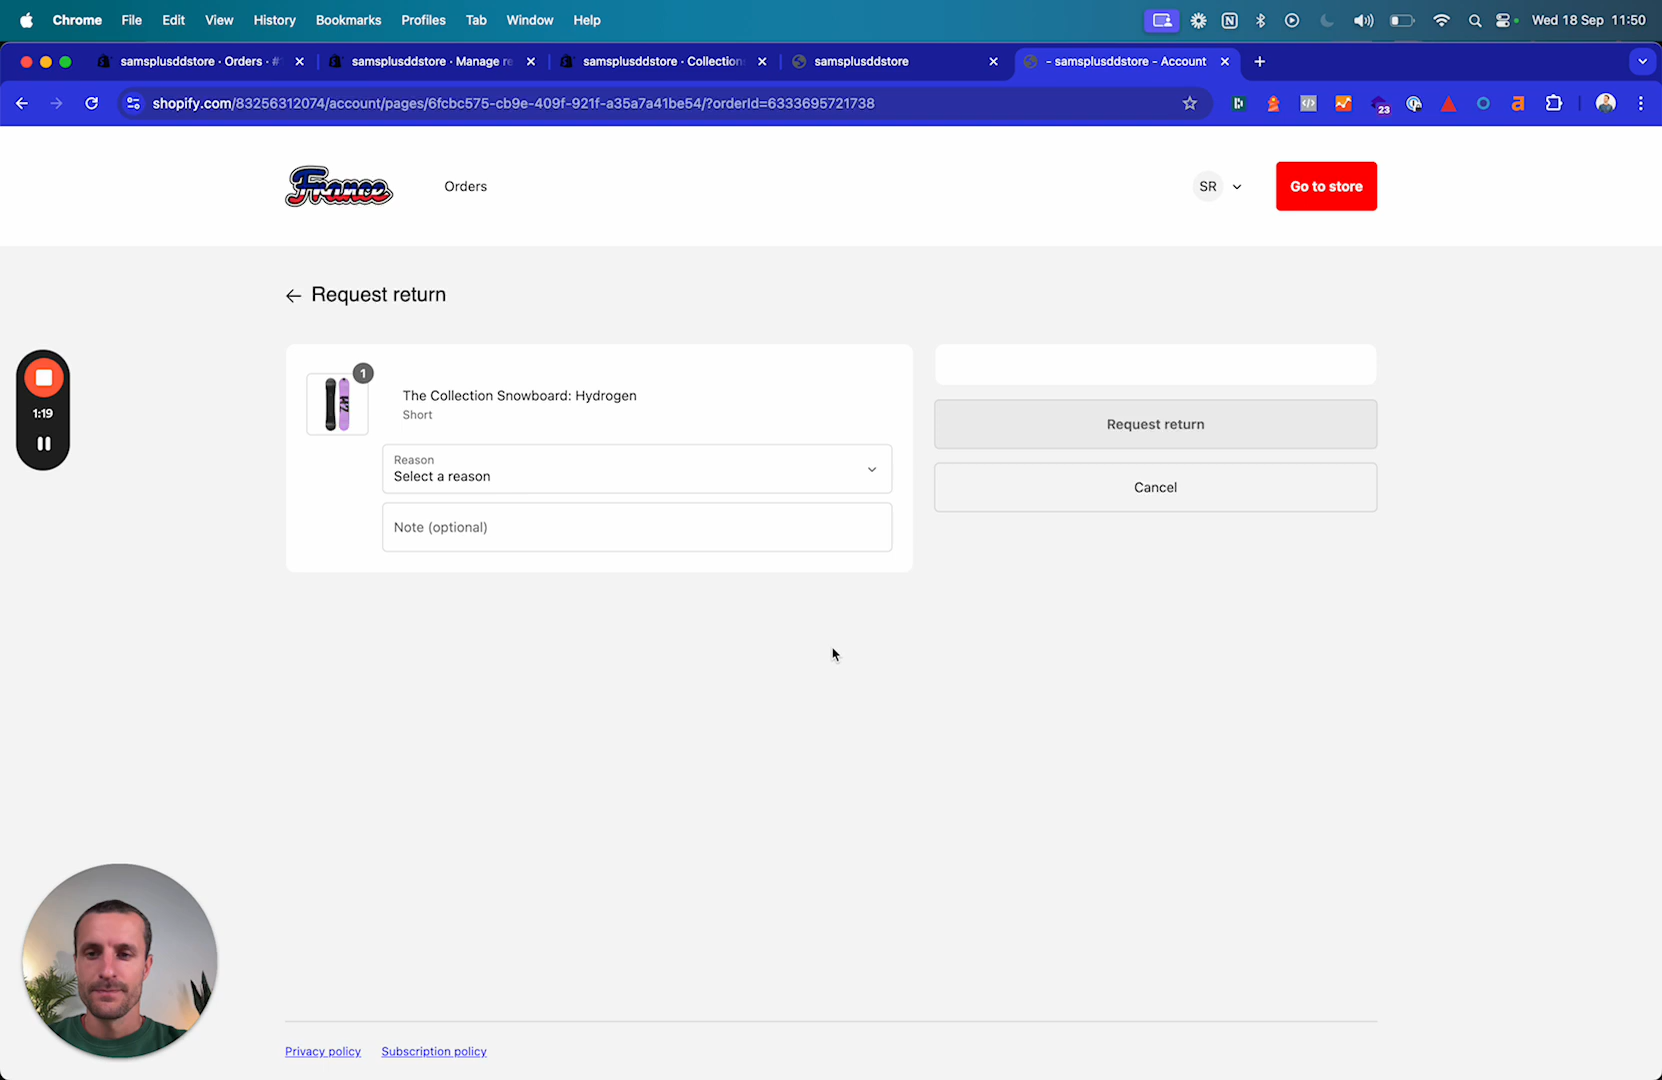 Chrome File Edit View History Bookmarks Profiles Tab Window Help Wed 18 Sep 11:50
samsplusddstore · Orders · # samsplusddstore · Manage re samsplusddstore · Collection samsplusddstore - samsplusddstore - Account
shopify.com/83256312074/account/pages/6fcbc575-cb9e-409f-921f-a35a7a41be54/?orderId=6333695721738 23
France Orders SR Go to store
Request return
1
The Collection Snowboard: Hydrogen
Short
Reason
Select a reason
Note (optional)
Request return
Cancel
1:19
Privacy policy Subscription policy